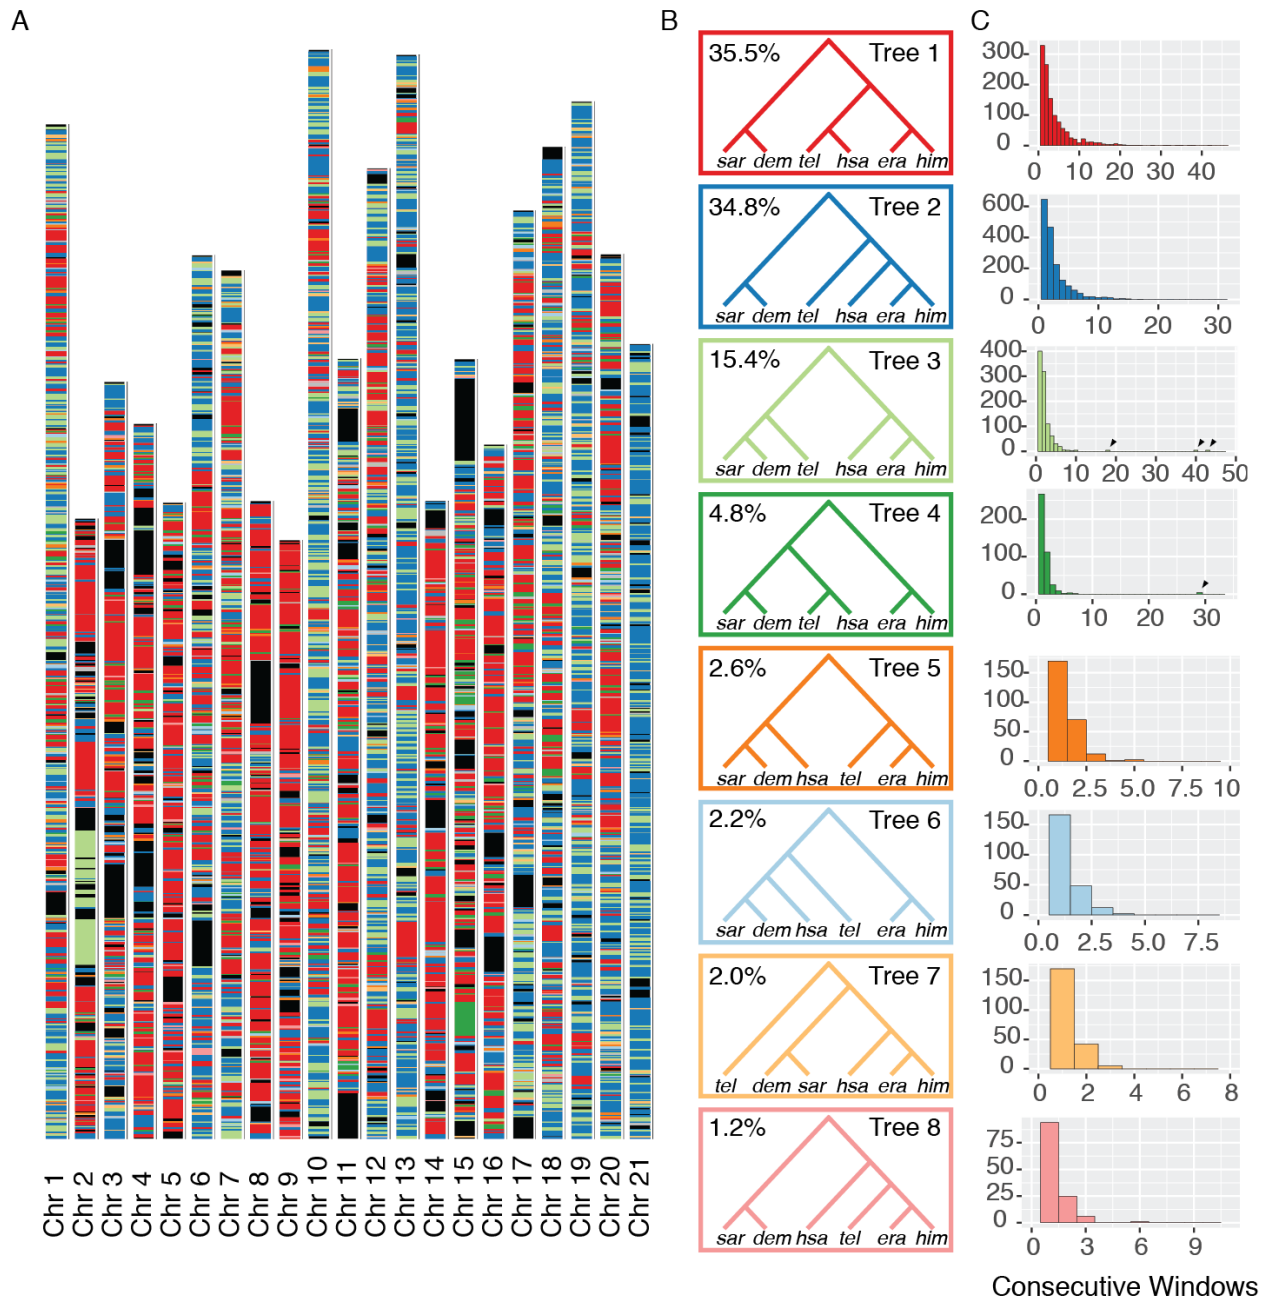 A
B
C
35.5% Tree 1
sar dem tel hsa era him
300
200
100
0
0 10 20 30 40
34.8% Tree 2
sar dem tel hsa era him
600
400
200
0
0 10 20 30
15.4% Tree 3
sar dem tel hsa era him
400
300
200
100
0
0 10 20 30 40 50
4.8% Tree 4
sar dem tel hsa era him
200
100
0
0 10 20 30
2.6% Tree 5
sar dem hsa tel era him
150
100
50
0
0.0 2.5 5.0 7.5 10
2.2% Tree 6
sar dem hsa tel era him
150
100
50
0
0.0 2.5 5.0 7.5
2.0% Tree 7
tel dem sar hsa era him
150
100
50
0
0 2 4 6 8
1.2% Tree 8
sar dem hsa tel era him
75
50
25
0
0 3 6 9
Consecutive Windows
Chr 1
Chr 2
Chr 3
Chr 4
Chr 5
Chr 6
Chr 7
Chr 8
Chr 9
Chr 10
Chr 11
Chr 12
Chr 13
Chr 14
Chr 15
Chr 16
Chr 17
Chr 18
Chr 19
Chr 20
Chr 21